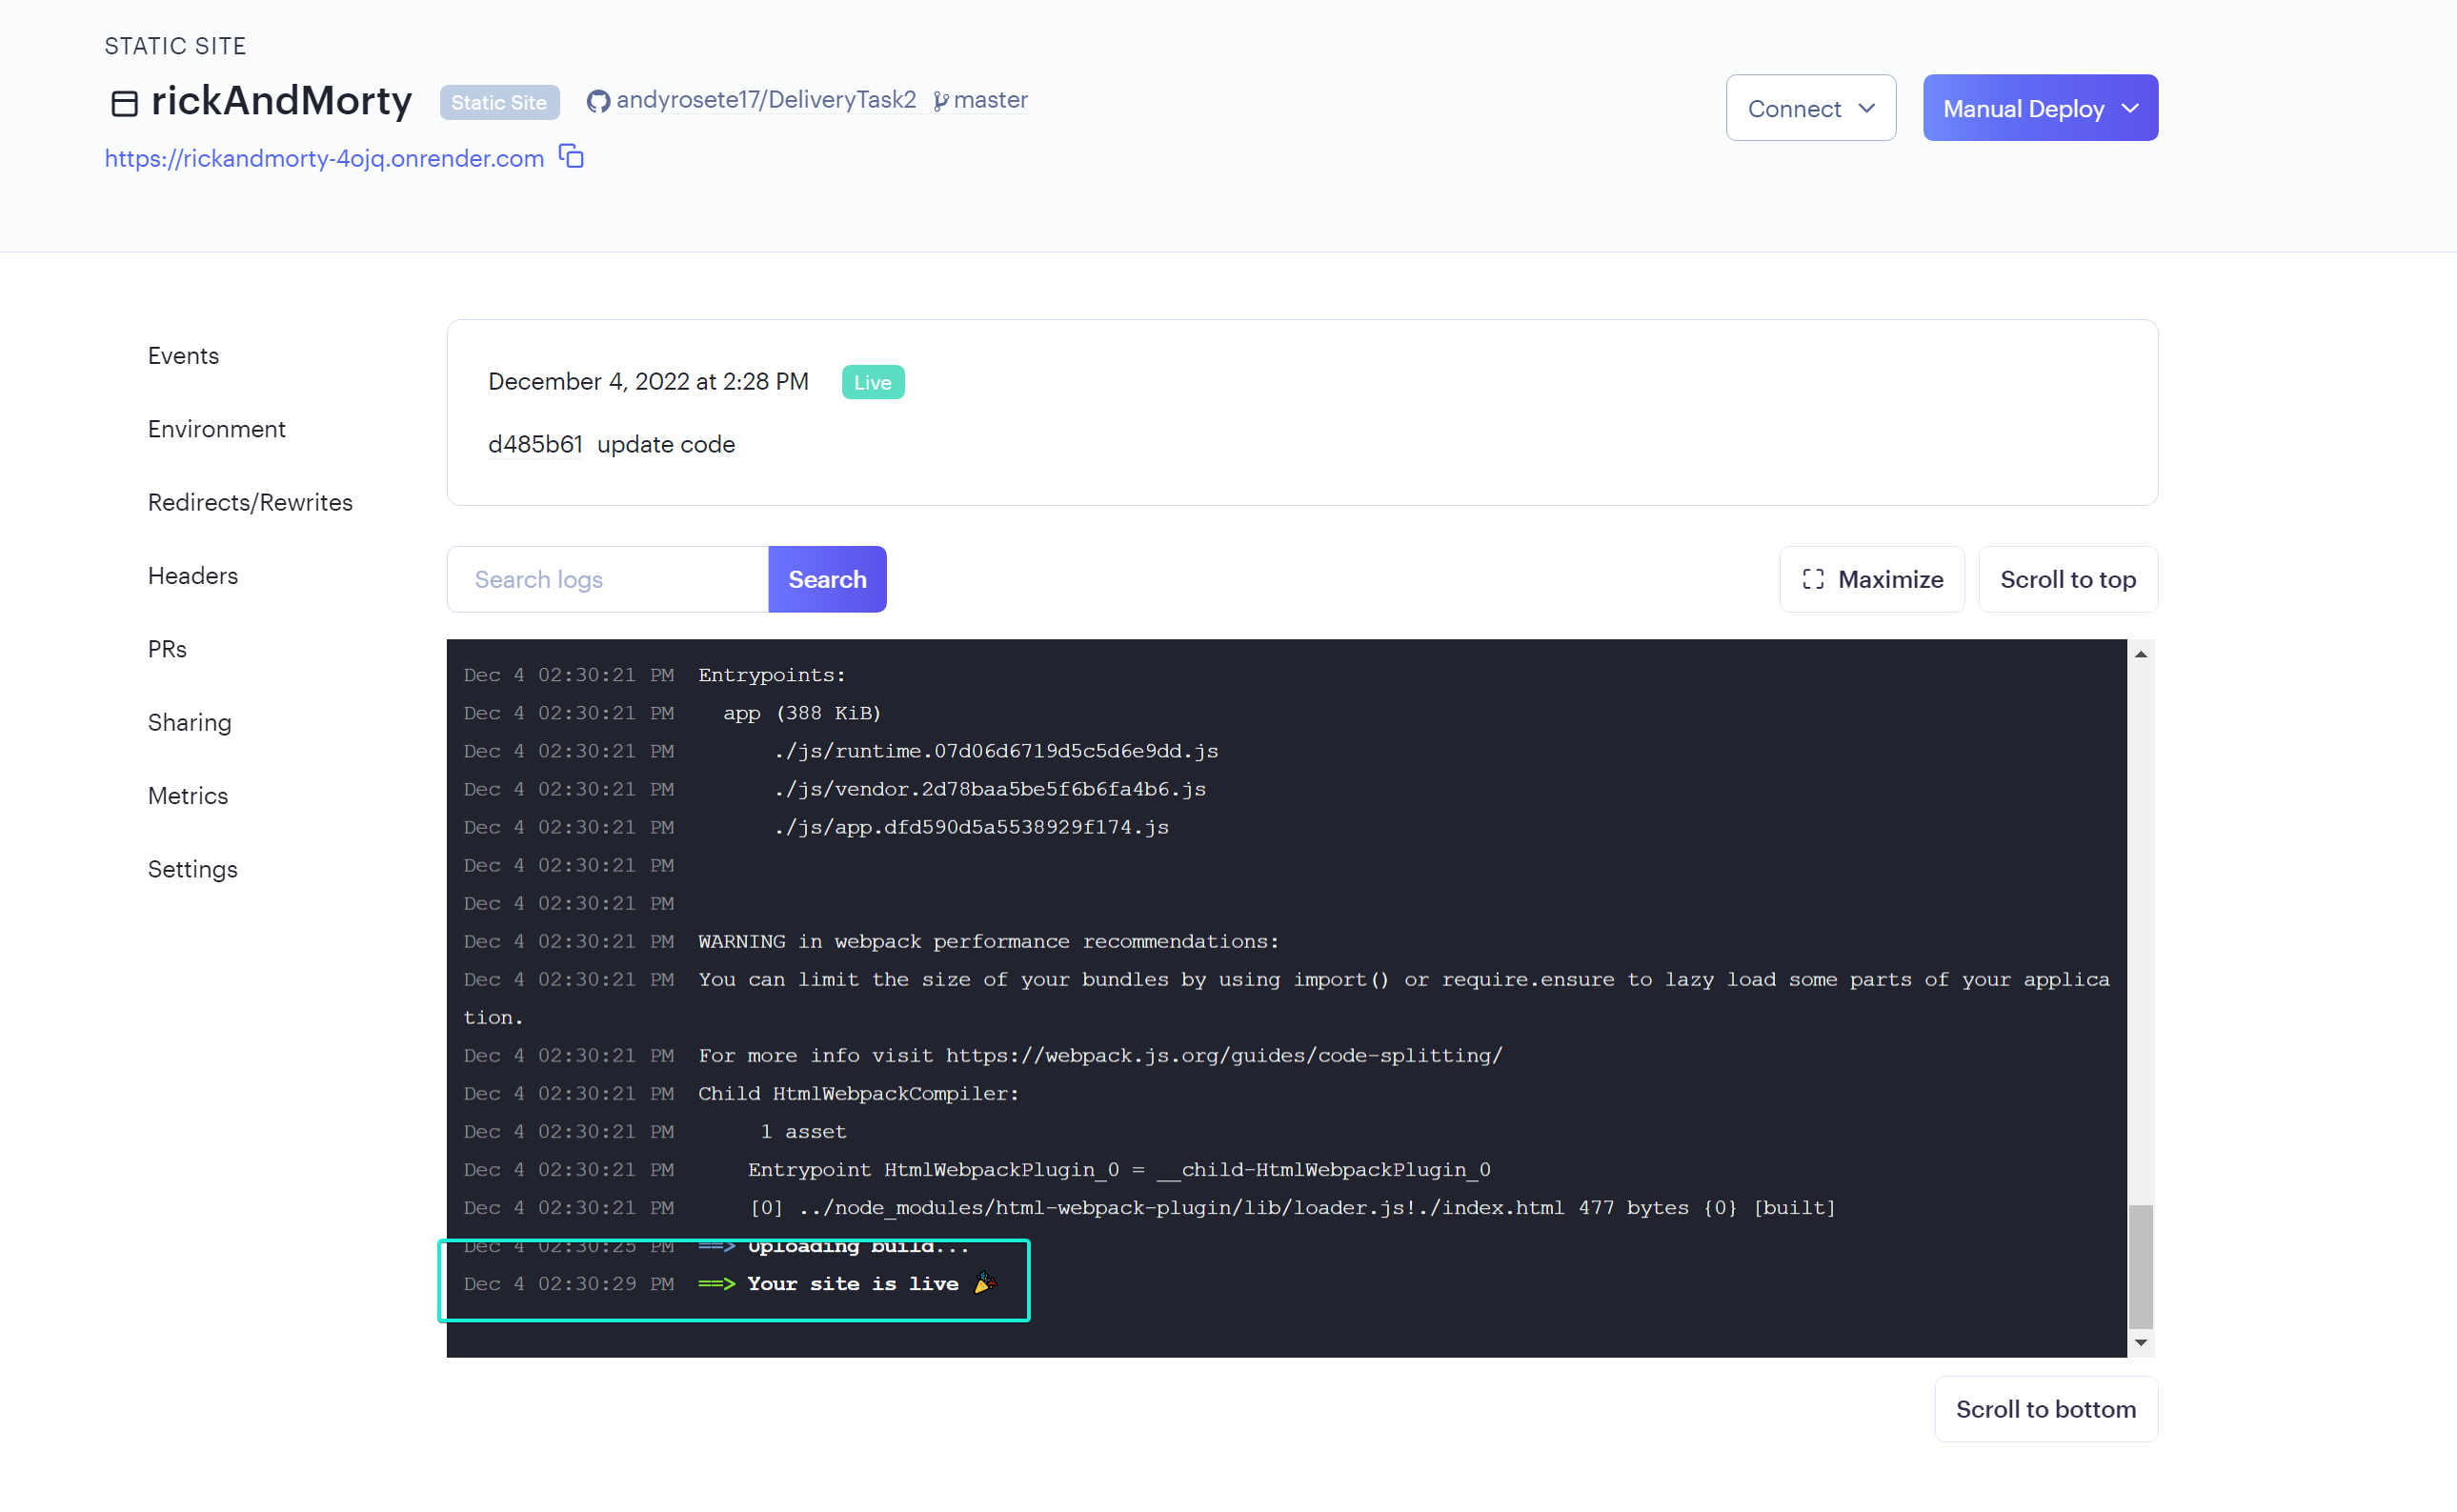 STATIC SITE
rickAndMorty Static Site andyrosete17/DeliveryTask2 master
Connect Manual Deploy
https://rickandmorty-4ojq.onrender.com
Events
Environment
Redirects/Rewrites
Headers
PRs
Sharing
Metrics
Settings
December 4, 2022 at 2:28 PM Live
d485b61 update code
Search logs Search Maximize Scroll to top
Dec 4 02:30:21 PM Entrypoints:
Dec 4 02:30:21 PM app (388 KiB)
Dec 4 02:30:21 PM ./js/runtime.07d06d6719d5c5d6e9dd.js
Dec 4 02:30:21 PM ./js/vendor.2d78baa5be5f6b6fa4b6.js
Dec 4 02:30:21 PM ./js/app.dfd590d5a5538929f174.js
Dec 4 02:30:21 PM
Dec 4 02:30:21 PM
Dec 4 02:30:21 PM WARNING in webpack performance recommendations:
Dec 4 02:30:21 PM You can limit the size of your bundles by using import() or require.ensure to lazy load some parts of your applica
tion.
Dec 4 02:30:21 PM For more info visit https://webpack.js.org/guides/code-splitting/
Dec 4 02:30:21 PM Child HtmlWebpackCompiler:
Dec 4 02:30:21 PM 1 asset
Dec 4 02:30:21 PM Entrypoint HtmlWebpackPlugin_0 = __child-HtmlWebpackPlugin_0
Dec 4 02:30:21 PM [0] ../node_modules/html-webpack-plugin/lib/loader.js!./index.html 477 bytes {0} [built]
Dec 4 02:30:25 PM ==> Uploading build...
Dec 4 02:30:29 PM ==> Your site is live 🎉
Scroll to bottom